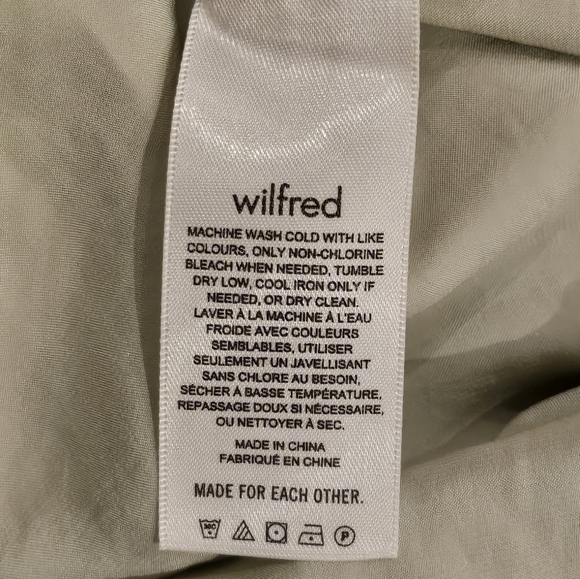 wilfred
MACHINE WASH COLD WITH LIKE
COLOURS, ONLY NON-CHLORINE
BLEACH WHEN NEEDED, TUMBLE
DRY LOW, COOL IRON ONLY IF
NEEDED, OR DRY CLEAN.
LAVER À LA MACHINE À L'EAU
FROIDE AVEC COULEURS
SEMBLABLES, UTILISER
SEULEMENT UN JAVELLISANT
SANS CHLORE AU BESOIN,
SÉCHER À BASSE TEMPÉRATURE,
REPASSAGE DOUX SI NÉCESSAIRE,
OU NETTOYER À SEC.
MADE IN CHINA
FABRIQUÉ EN CHINE
MADE FOR EACH OTHER.
30C P